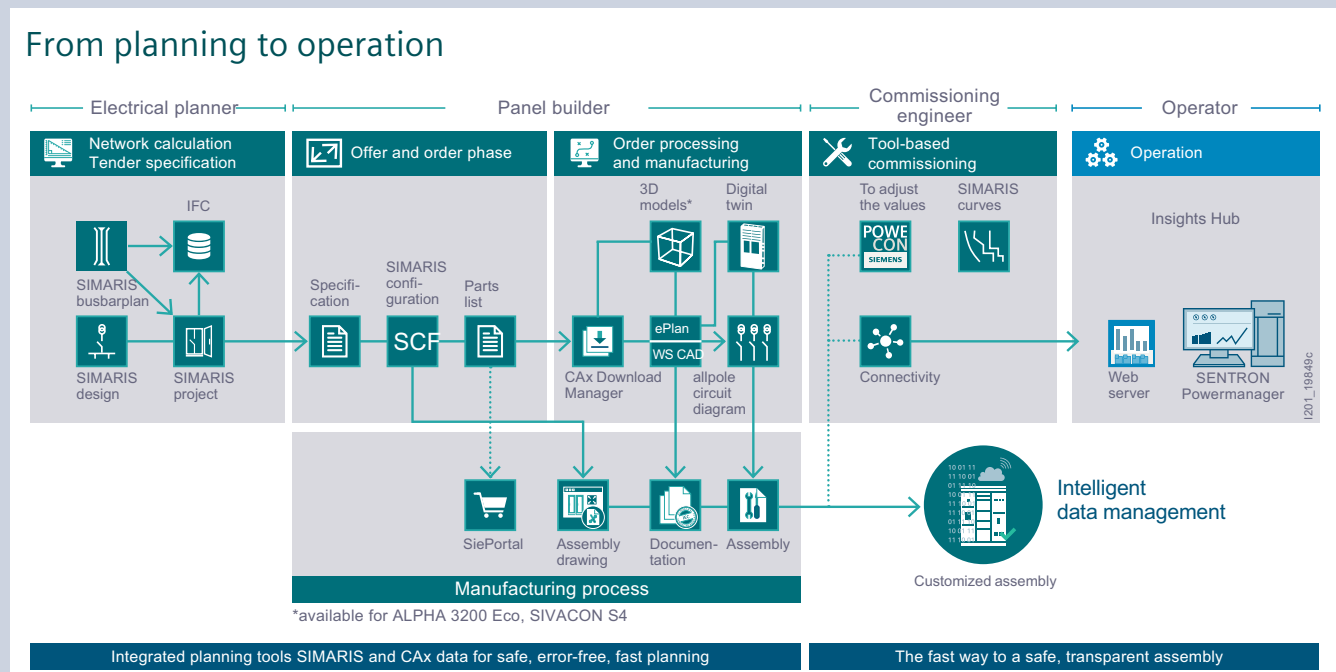 From planning to operation
Electrical planner
Panel builder
Commissioning
engineer
Operator
Network calculation
Tender specification
Offer and order phase
Order processing
and manufacturing
Tool-based
commissioning
Operation
IFC
SIMARIS
busbarplan
SIMARIS
design
SIMARIS
project
Specifi-
cation
SIMARIS
confi-
guration
SCF
Parts
list
3D
models*
Digital
twin
ePlan
WS CAD
CAx Download
Manager
allpole
circuit
diagram
To adjust
the values
POWE
CON
SIEMENS
SIMARIS
curves
Connectivity
Insights Hub
Web
server
SENTRON
Powermanager
I201_19849c
SiePortal
Assembly
drawing
Documen-
tation
Assembly
Manufacturing process
*available for ALPHA 3200 Eco, SIVACON S4
Intelligent
data management
Customized assembly
Integrated planning tools SIMARIS and CAx data for safe, error-free, fast planning
The fast way to a safe, transparent assembly